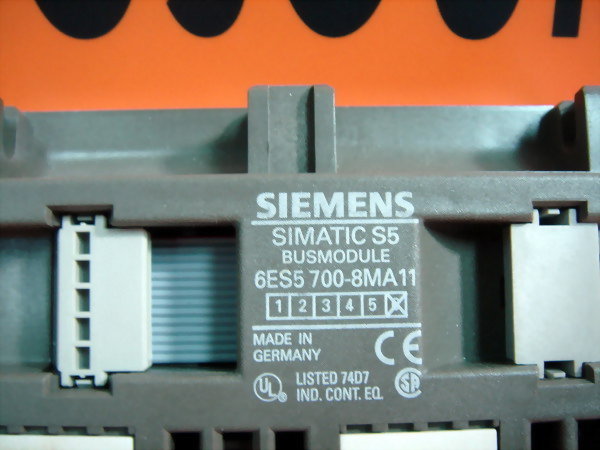 SIEMENS
SIMATIC S5
BUSMODULE
6ES5 700-8MA11
1 2 3 4 5
MADE IN
GERMANY
CE
UL LISTED 74D7
IND. CONT. EQ.